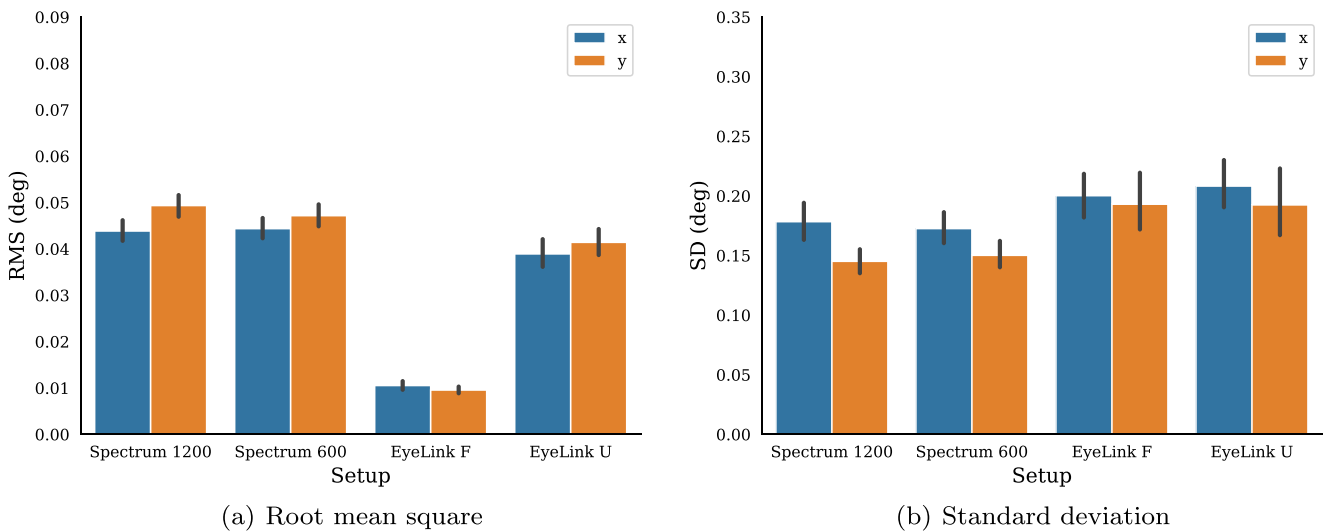 0.09
0.08
0.07
0.06
0.05
0.04
0.03
0.02
0.01
0.00
RMS (deg)
x
y
Spectrum 1200 Spectrum 600 EyeLink F EyeLink U
Setup
(a) Root mean square
0.35
0.30
0.25
0.20
0.15
0.10
0.05
0.00
SD (deg)
x
y
Spectrum 1200 Spectrum 600 EyeLink F EyeLink U
Setup
(b) Standard deviation